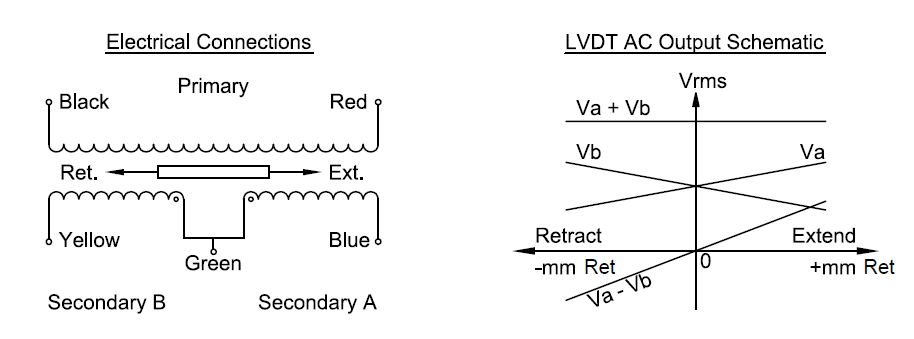 Electrical Connections
Primary
Black
Red
Ret.
Ext.
Yellow
Blue
Green
Secondary B
Secondary A
LVDT AC Output Schematic
Vrms
Va + Vb
Vb
Va
Retract
Extend
-mm Ret
0
+mm Ret
Va - Vb